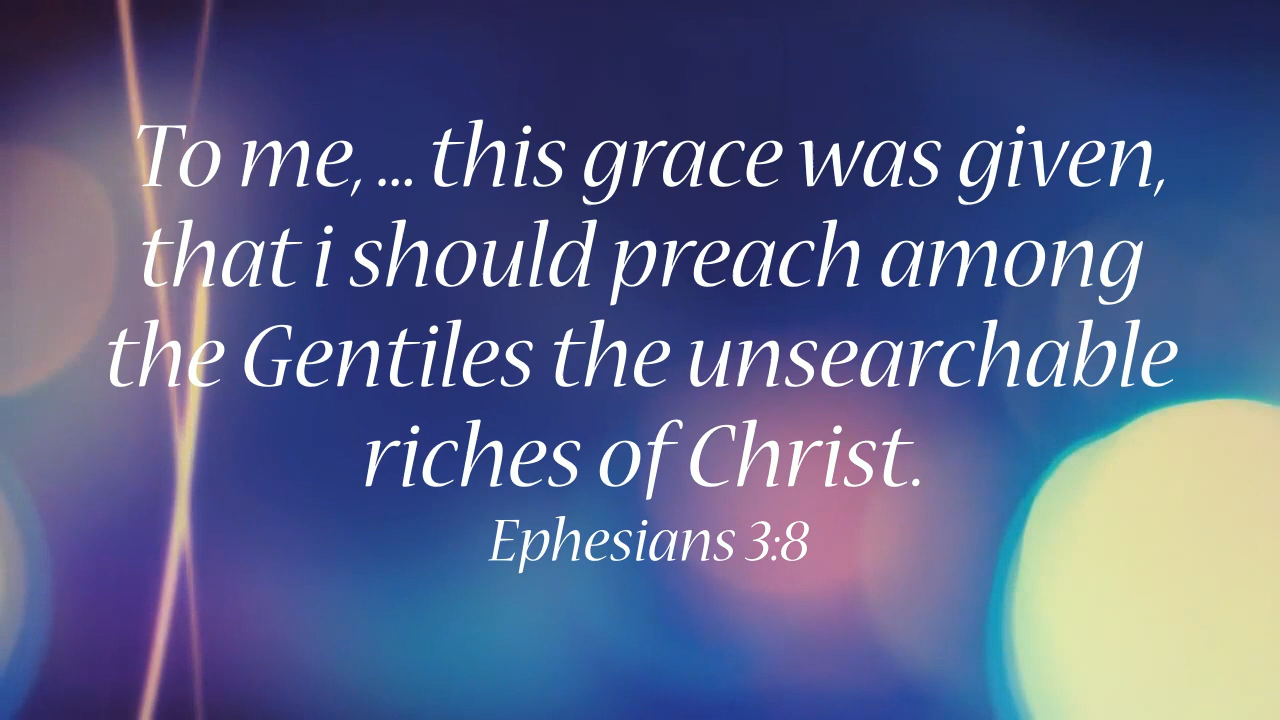 To me, ... this grace was given,
that i should preach among
the Gentiles the unsearchable
riches of Christ.
Ephesians 3:8